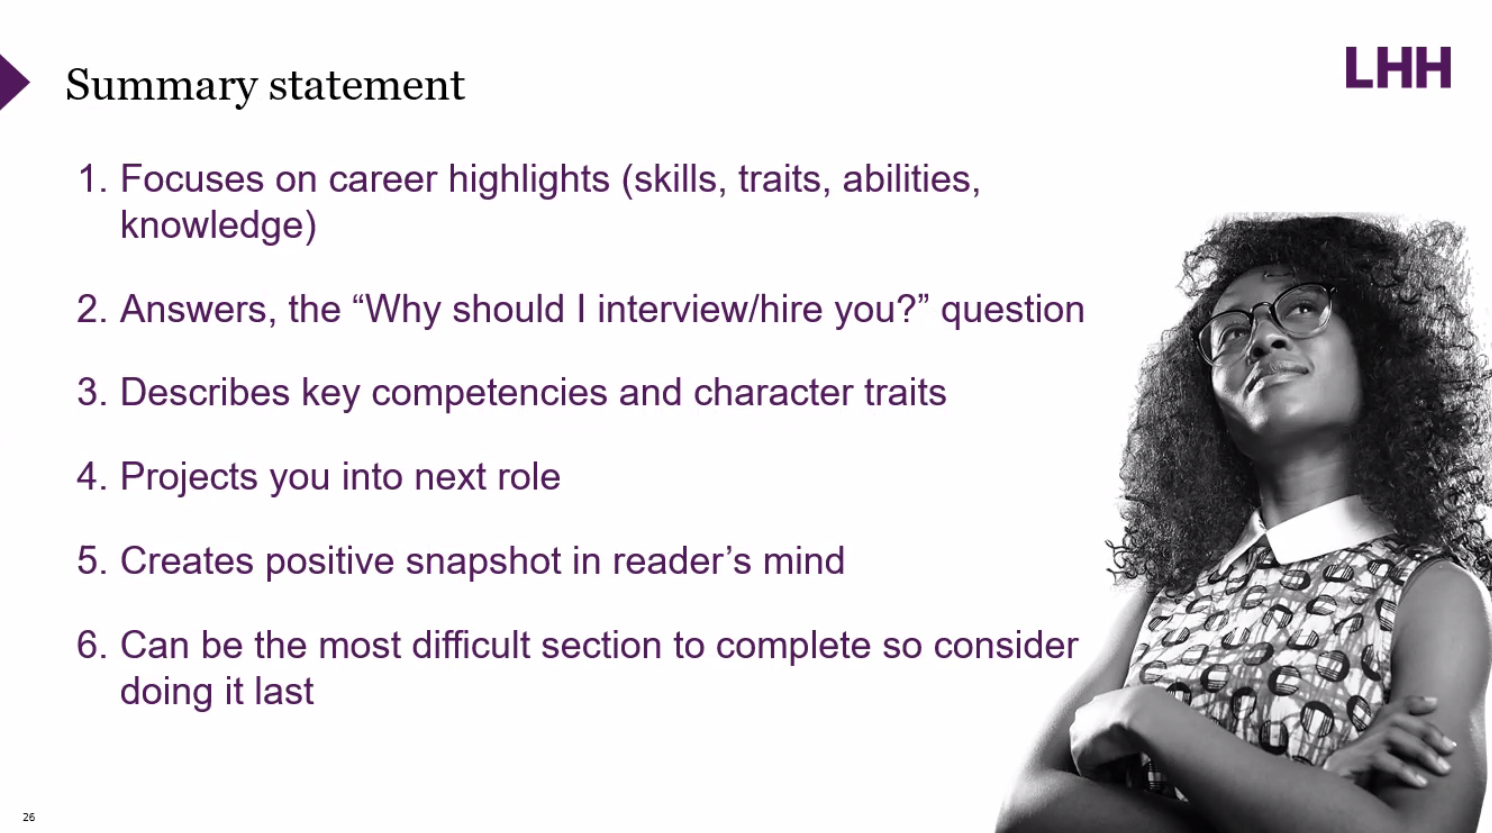 LHH
Summary statement
1. Focuses on career highlights (skills, traits, abilities,
knowledge)
2. Answers, the “Why should I interview/hire you?” question
3. Describes key competencies and character traits
4. Projects you into next role
5. Creates positive snapshot in reader’s mind
6. Can be the most difficult section to complete so consider
doing it last
26